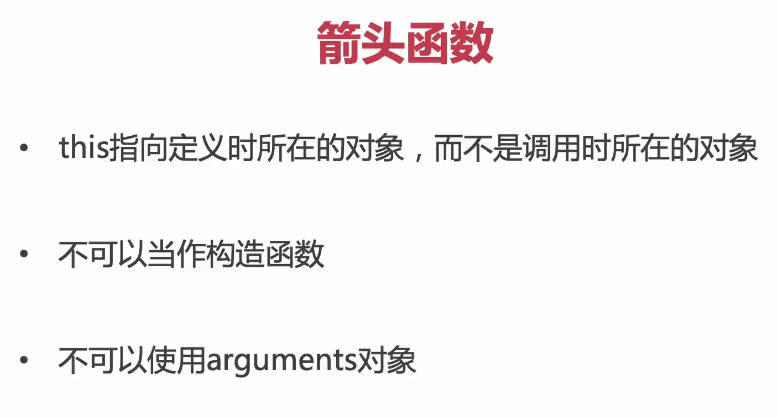 箭头函数
• this指向定义时所在的对象，而不是调用时所在的对象
• 不可以当作构造函数
• 不可以使用arguments对象